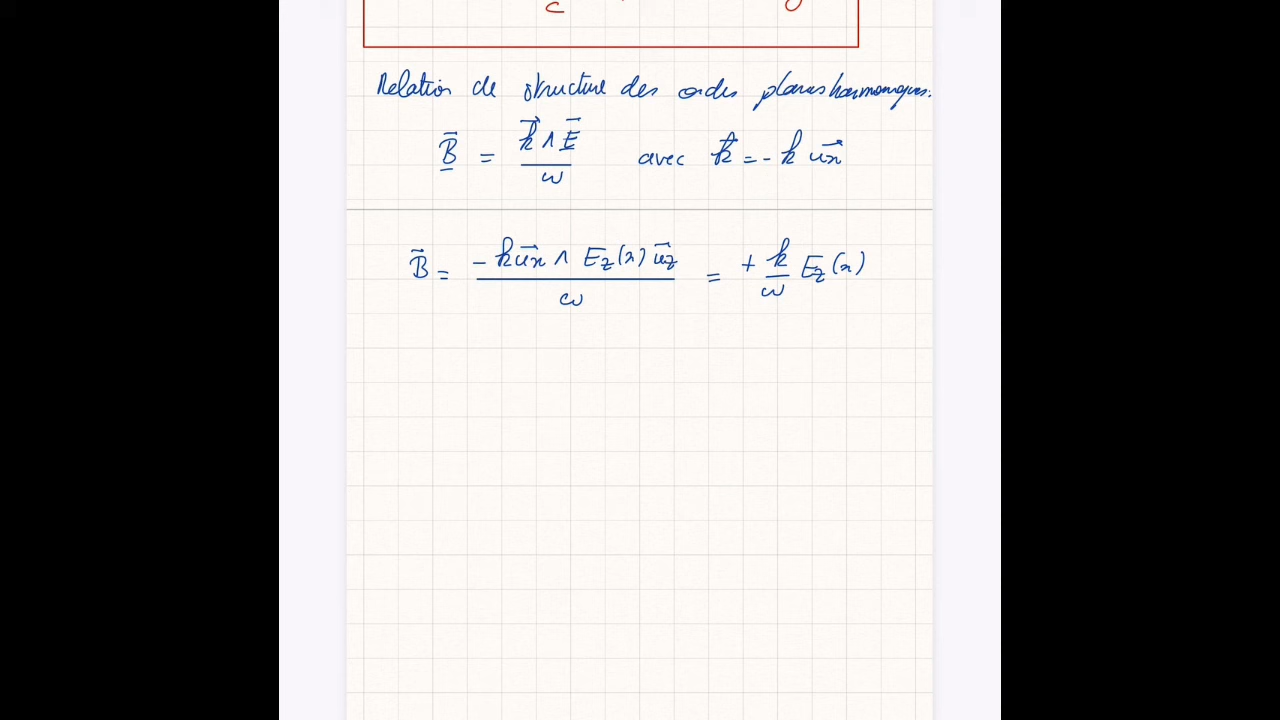 c
Relation de structure des ondes planes harmoniques.
B⃗ = k⃗ ∧ E⃗ / ω avec k⃗ = - k u⃗x
B⃗ = - k u⃗x ∧ Ez(x) u⃗z / ω = + k/ω Ez(x)